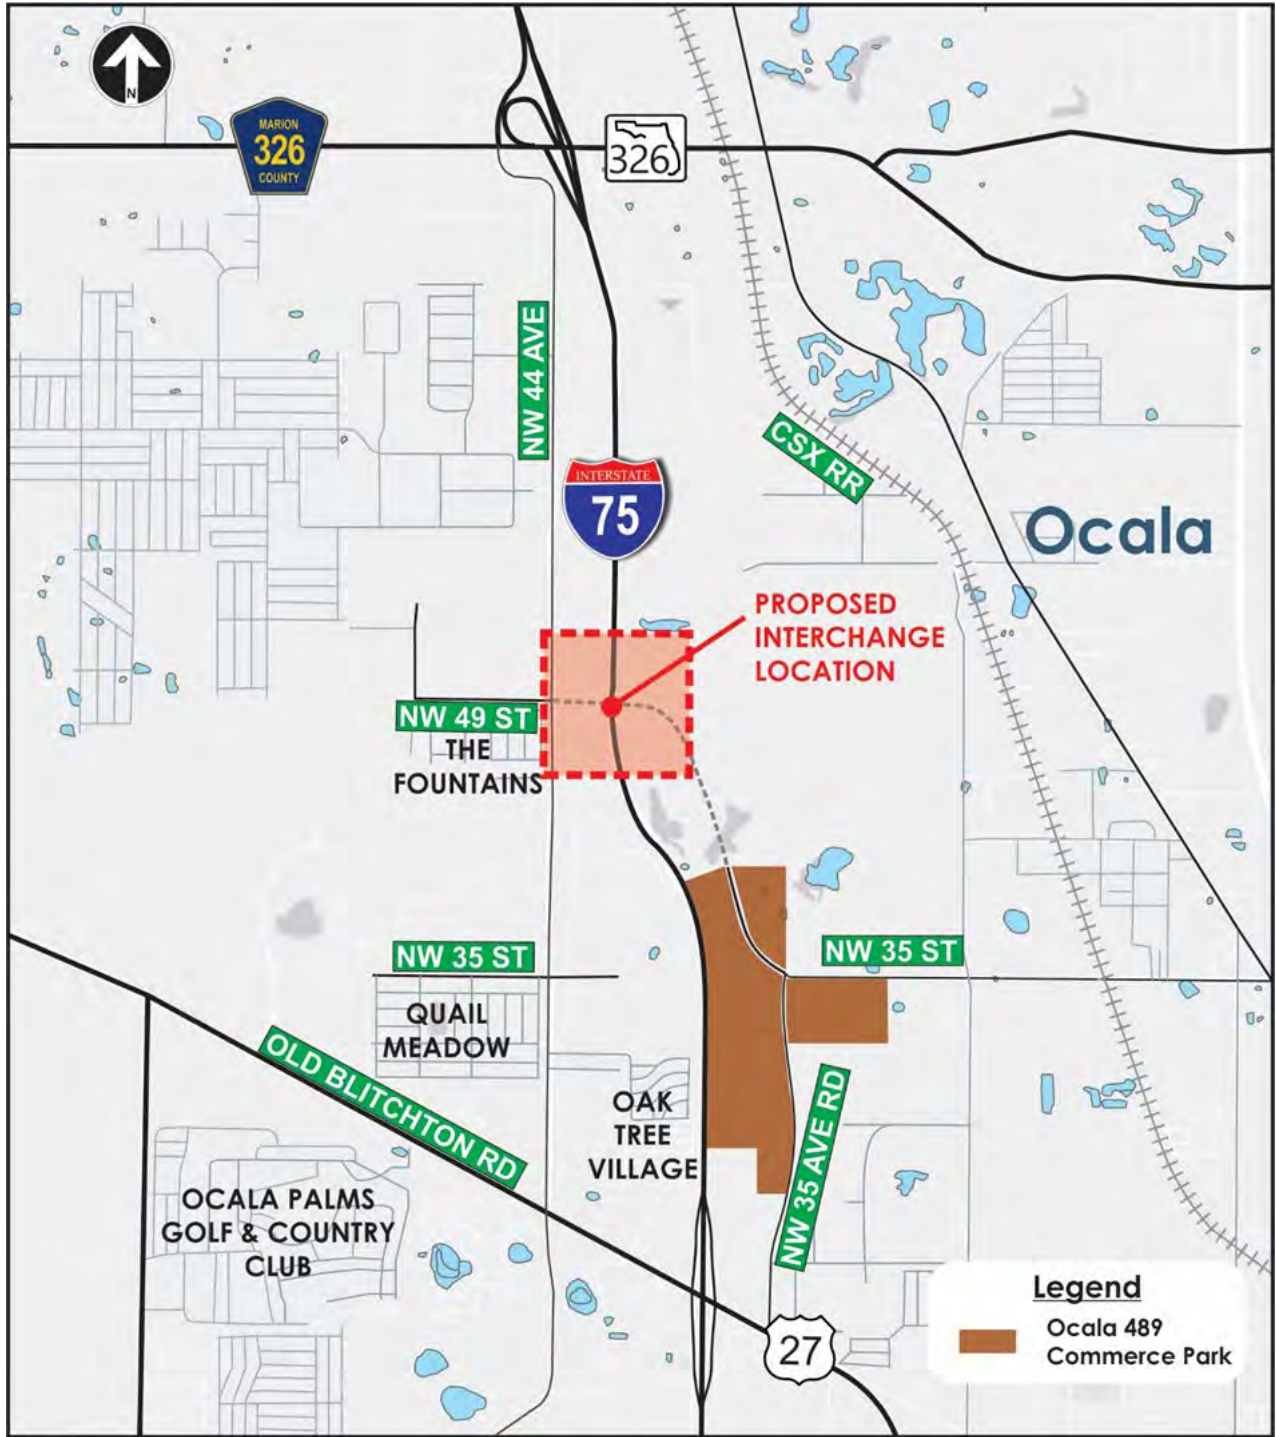 N
MARION
326
COUNTY
326
NW 44 AVE
INTERSTATE
75
CSX RR
Ocala
PROPOSED
INTERCHANGE
LOCATION
NW 49 ST
THE
FOUNTAINS
NW 35 ST
NW 35 ST
QUAIL
MEADOW
OLD BLITCHTON RD
OAK
TREE
VILLAGE
NW 35 AVE RD
OCALA PALMS
GOLF & COUNTRY
CLUB
27
Legend
Ocala 489
Commerce Park